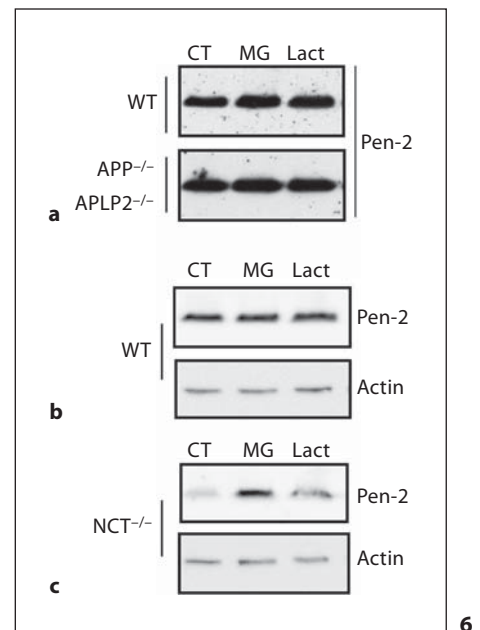 CT MG Lact
WT
Pen-2
APP–/–
APLP2–/–
a
CT MG Lact
Pen-2
WT
Actin
b
CT MG Lact
Pen-2
NCT–/–
Actin
c
6